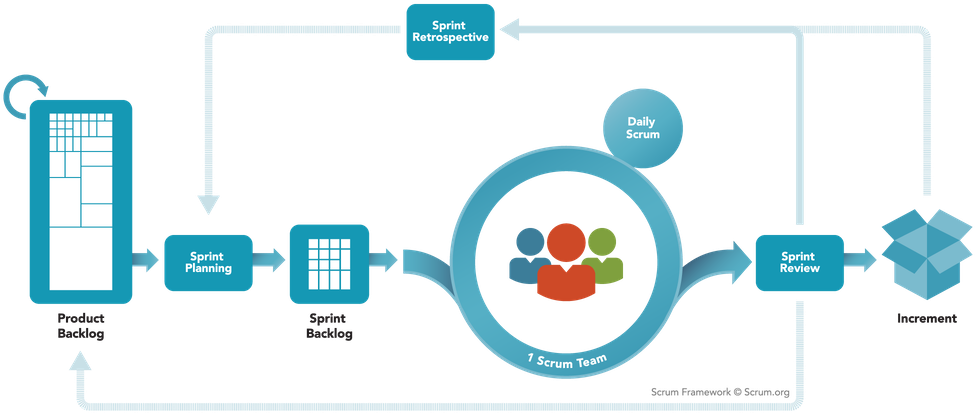 Sprint
Retrospective
Daily
Scrum
Sprint
Planning
Sprint
Review
Product
Backlog
Sprint
Backlog
1 Scrum Team
Increment
Scrum Framework © Scrum.org